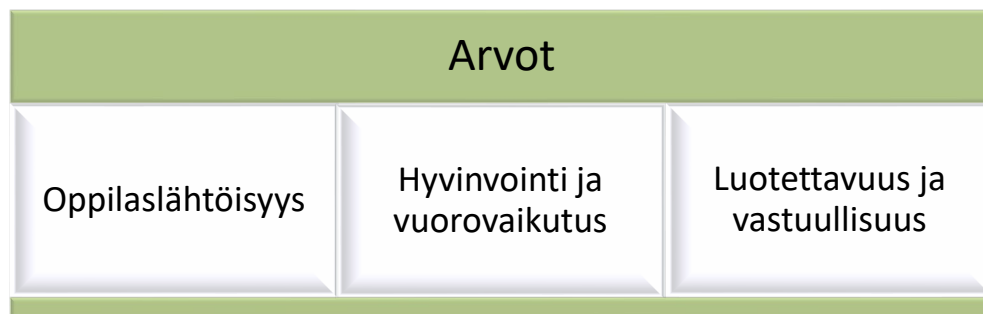 Arvot
Oppilaslähtöisyys
Hyvinvointi ja
vuorovaikutus
Luotettavuus ja
vastuullisuus